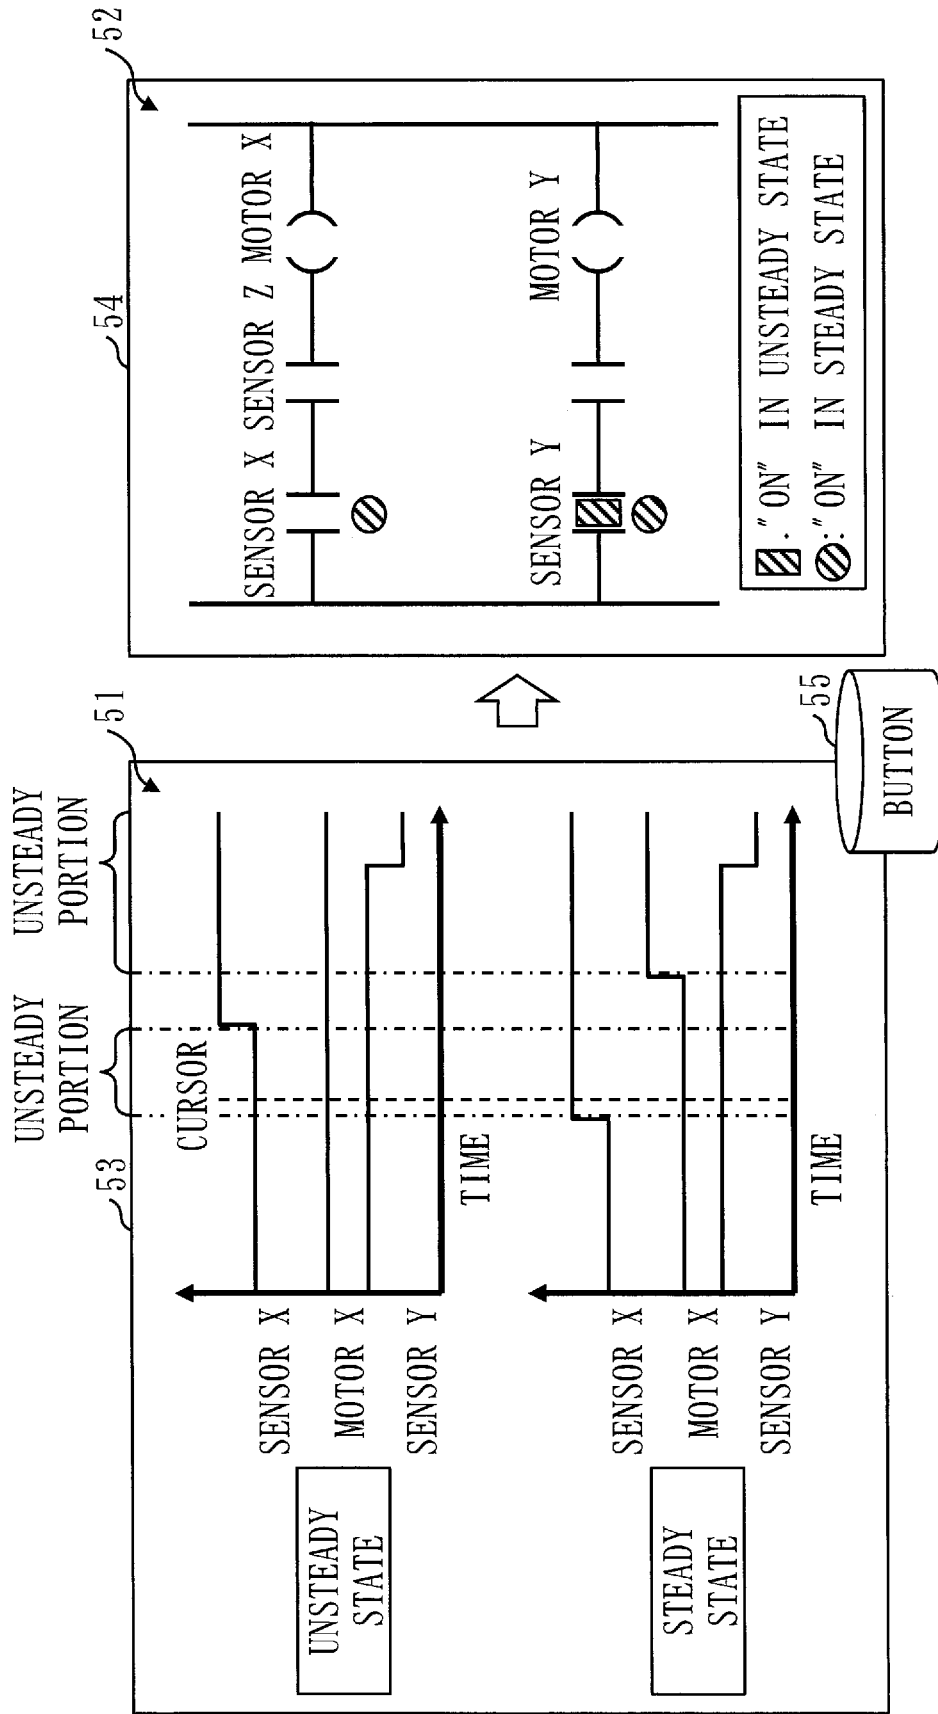 53
UNSTEADY
PORTION
UNSTEADY
PORTION
51
CURSOR
UNSTEADY
STATE
SENSOR X
MOTOR X
SENSOR Y
TIME
STEADY
STATE
SENSOR X
MOTOR X
SENSOR Y
TIME
55
BUTTON
54
52
SENSOR X SENSOR Z MOTOR X
SENSOR Y MOTOR Y
:"ON" IN UNSTEADY STATE
:"ON" IN STEADY STATE